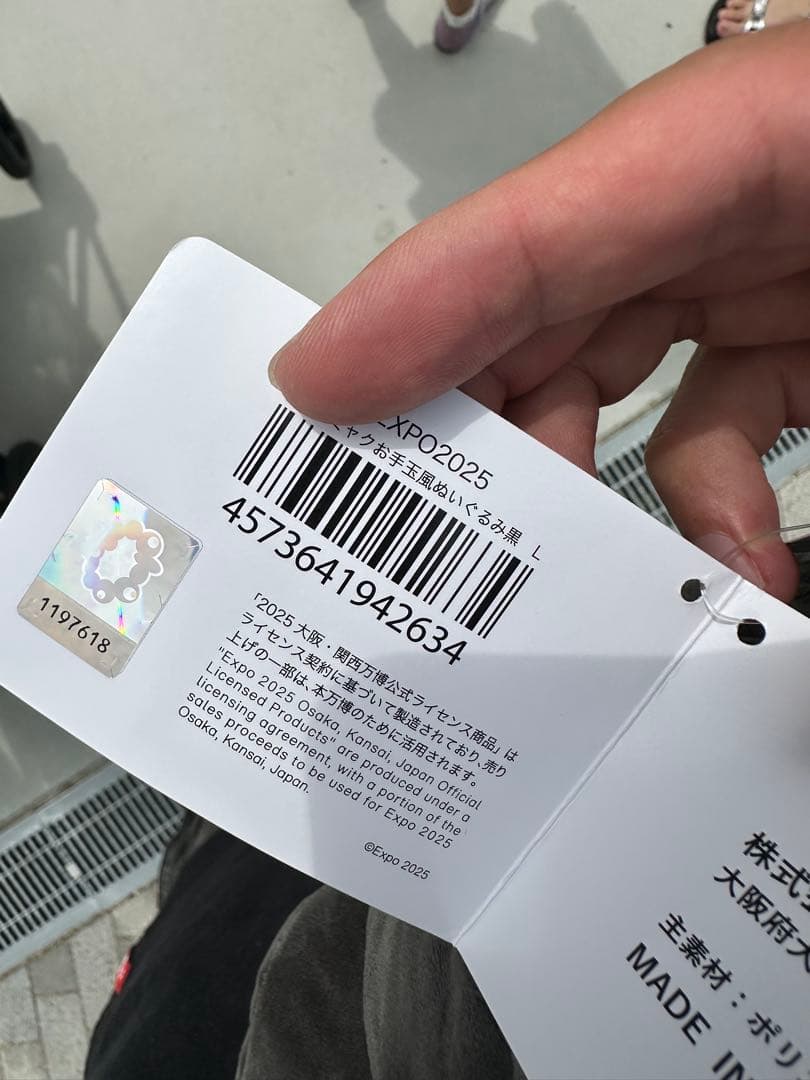 EXPO2025
ャクお手玉風ぬいぐるみ黒 L
4573641942634
1197618
「2025 大阪・関西万博公式ライセンス商品」は
ライセンス契約に基づいて製造されており、売り
上げの一部は、本万博のために活用されます。
"Expo 2025 Osaka, Kansai, Japan Official
Licensed Products" are produced under a
licensing agreement, with a portion of the
sales proceeds to be used for Expo 2025
Osaka, Kansai, Japan.
©Expo 2025
株式
大阪府大
主素材：ポリ
MADE IN